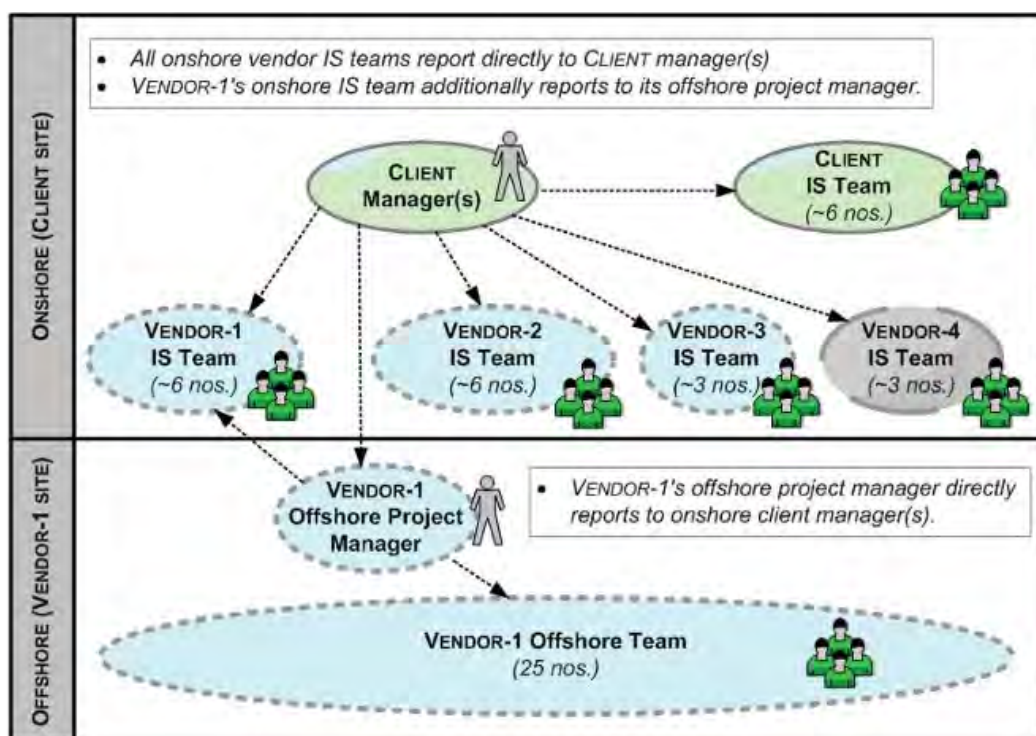 ONSHORE (CLIENT SITE)
• All onshore vendor IS teams report directly to CLIENT manager(s)
• VENDOR-1's onshore IS team additionally reports to its offshore project manager.
CLIENT
Manager(s)
CLIENT
IS Team
(~6 nos.)
VENDOR-1
IS Team
(~6 nos.)
VENDOR-2
IS Team
(~6 nos.)
VENDOR-3
IS Team
(~3 nos.)
VENDOR-4
IS Team
(~3 nos.)
OFFSHORE (VENDOR-1 SITE)
VENDOR-1
Offshore Project
Manager
• VENDOR-1's offshore project manager directly
reports to onshore client manager(s).
VENDOR-1 Offshore Team
(25 nos.)